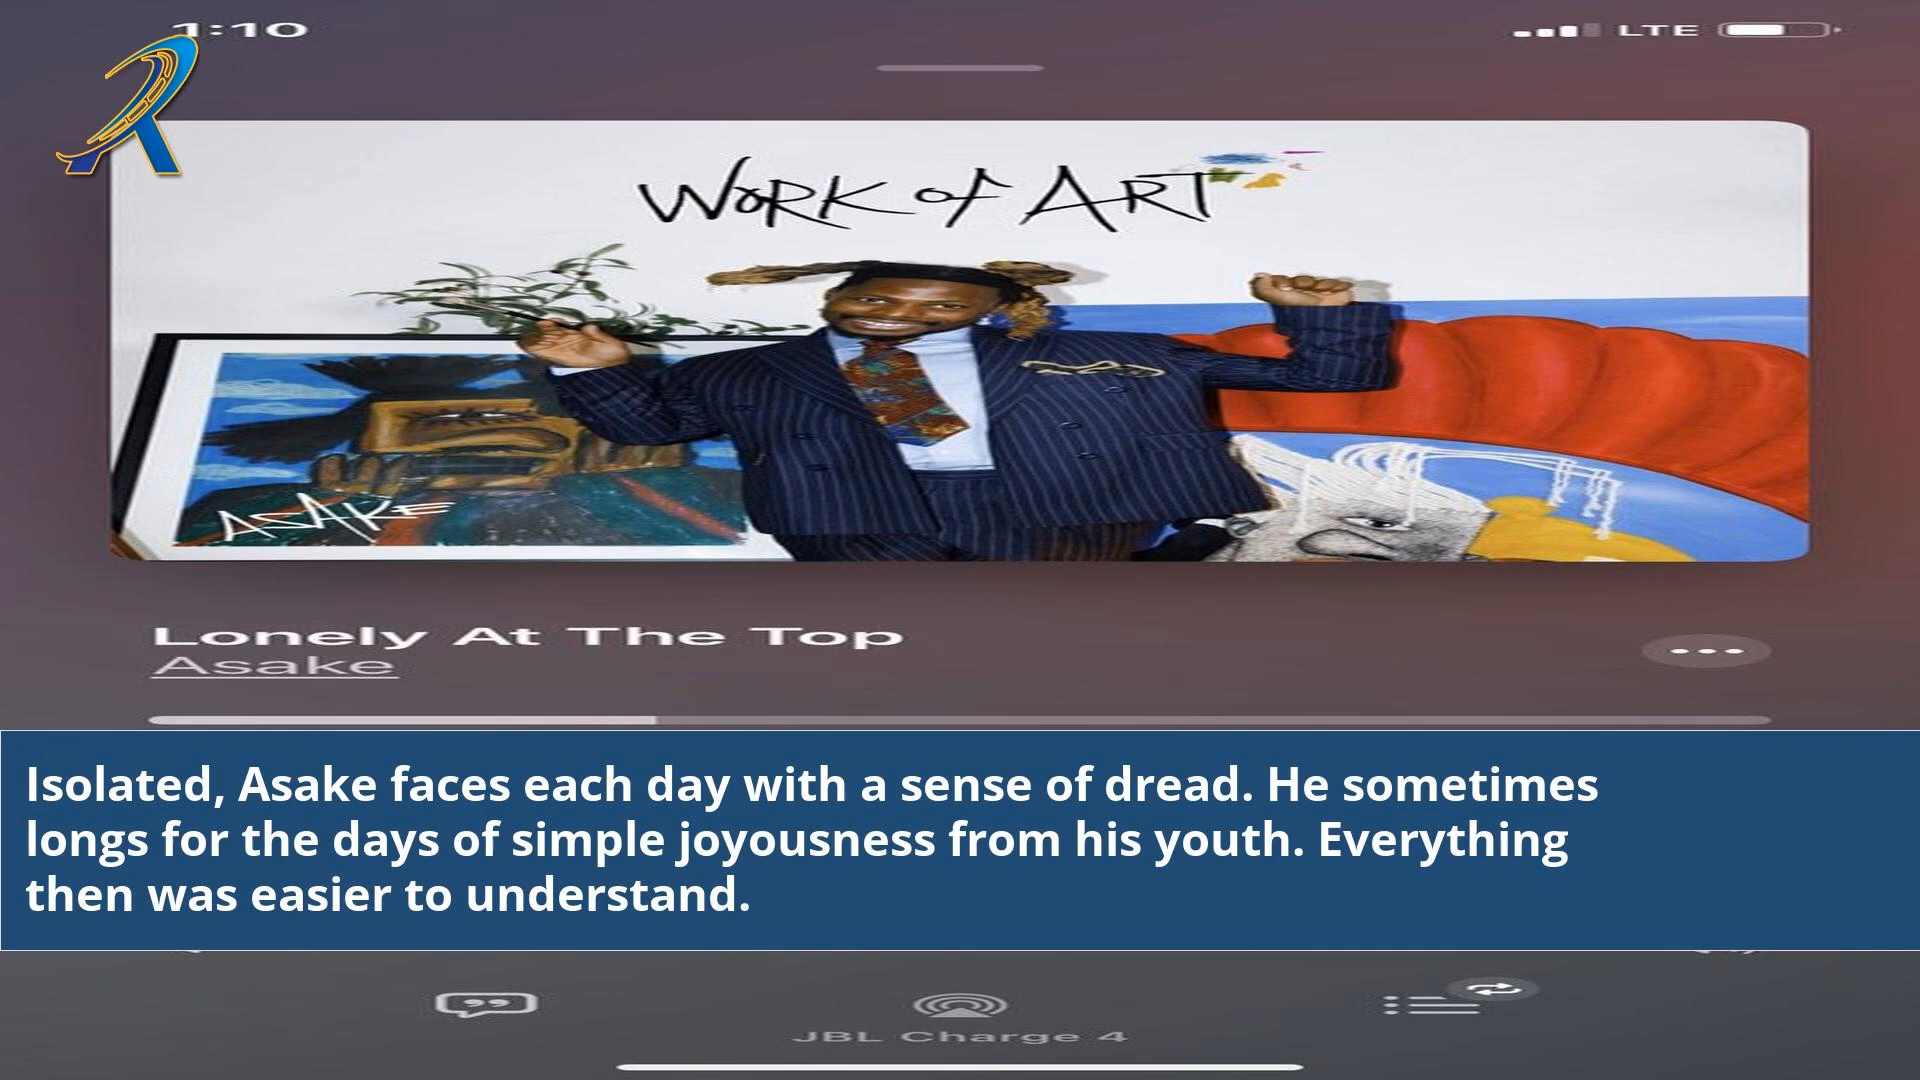 1:10
LTE
WORK of ART
ASAKE
Lonely At The Top
Asake
Isolated, Asake faces each day with a sense of dread. He sometimes
longs for the days of simple joyousness from his youth. Everything
then was easier to understand.
JBL Charge 4